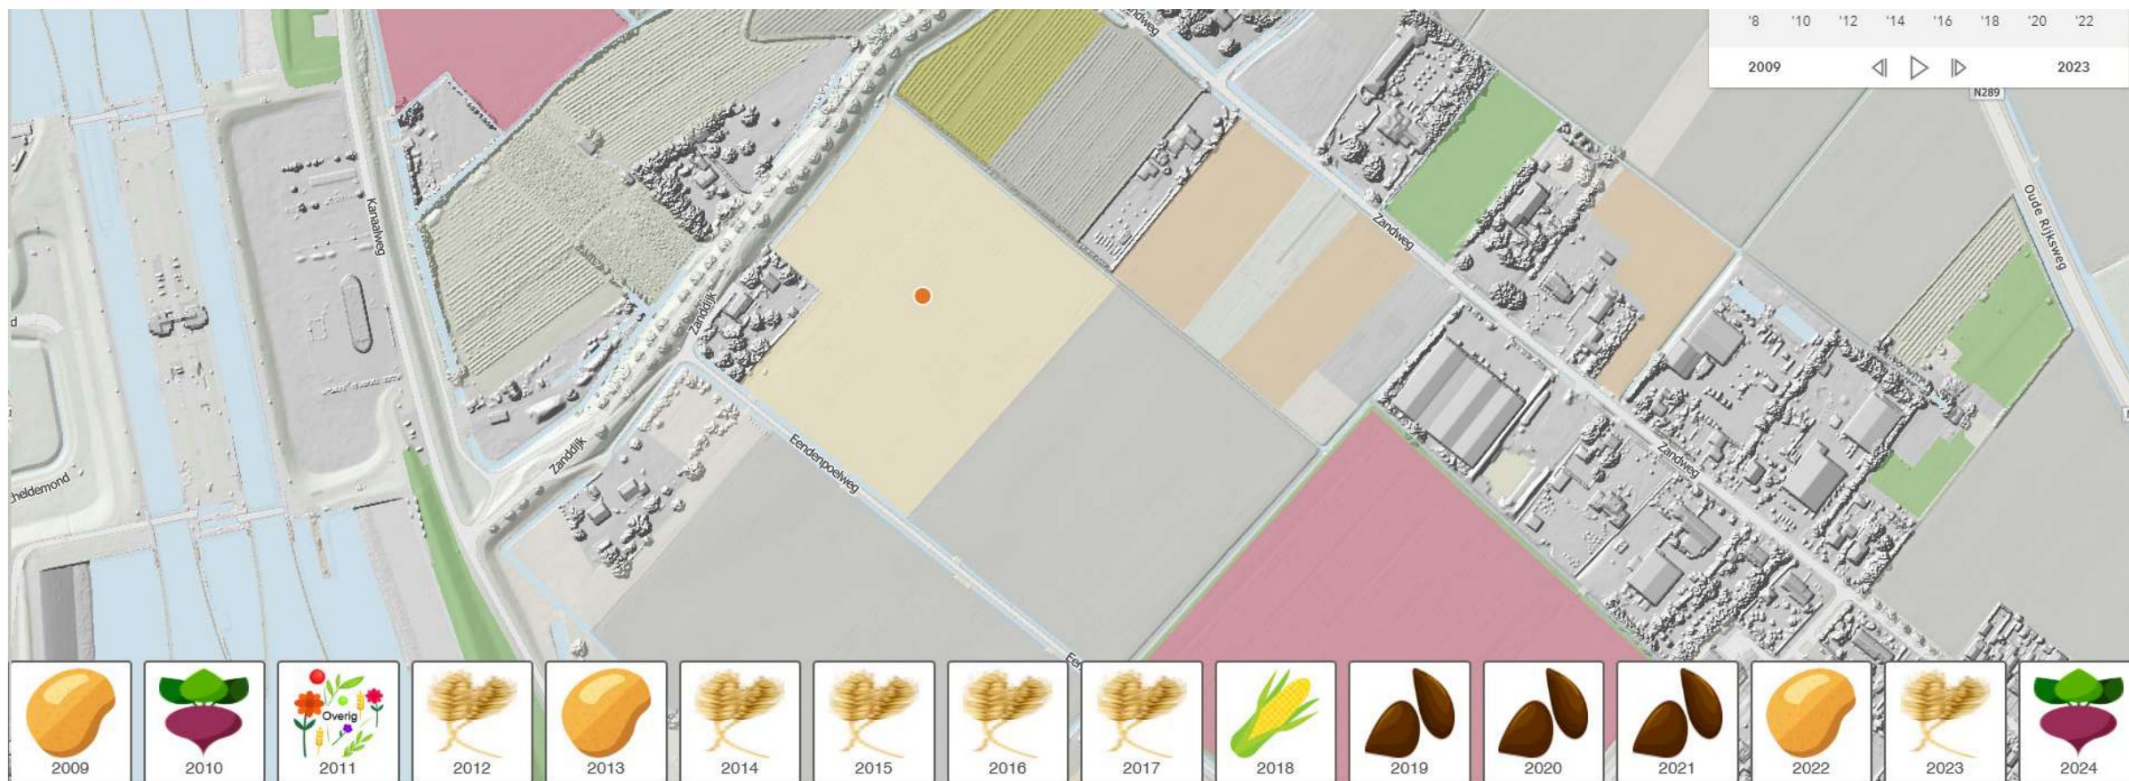 '8 '10 '12 '14 '16 '18 '20 '22
2009 2023
N289
Zandweg
Kanaalweg
Oude Rijksweg
Zandweg
Zanddijk
Zanddijk
Eendenpoelweg
Zandweg
heldemond
Overig
2009 2010 2011 2012 2013 2014 2015 2016 2017 2018 2019 2020 2021 2022 2023 2024